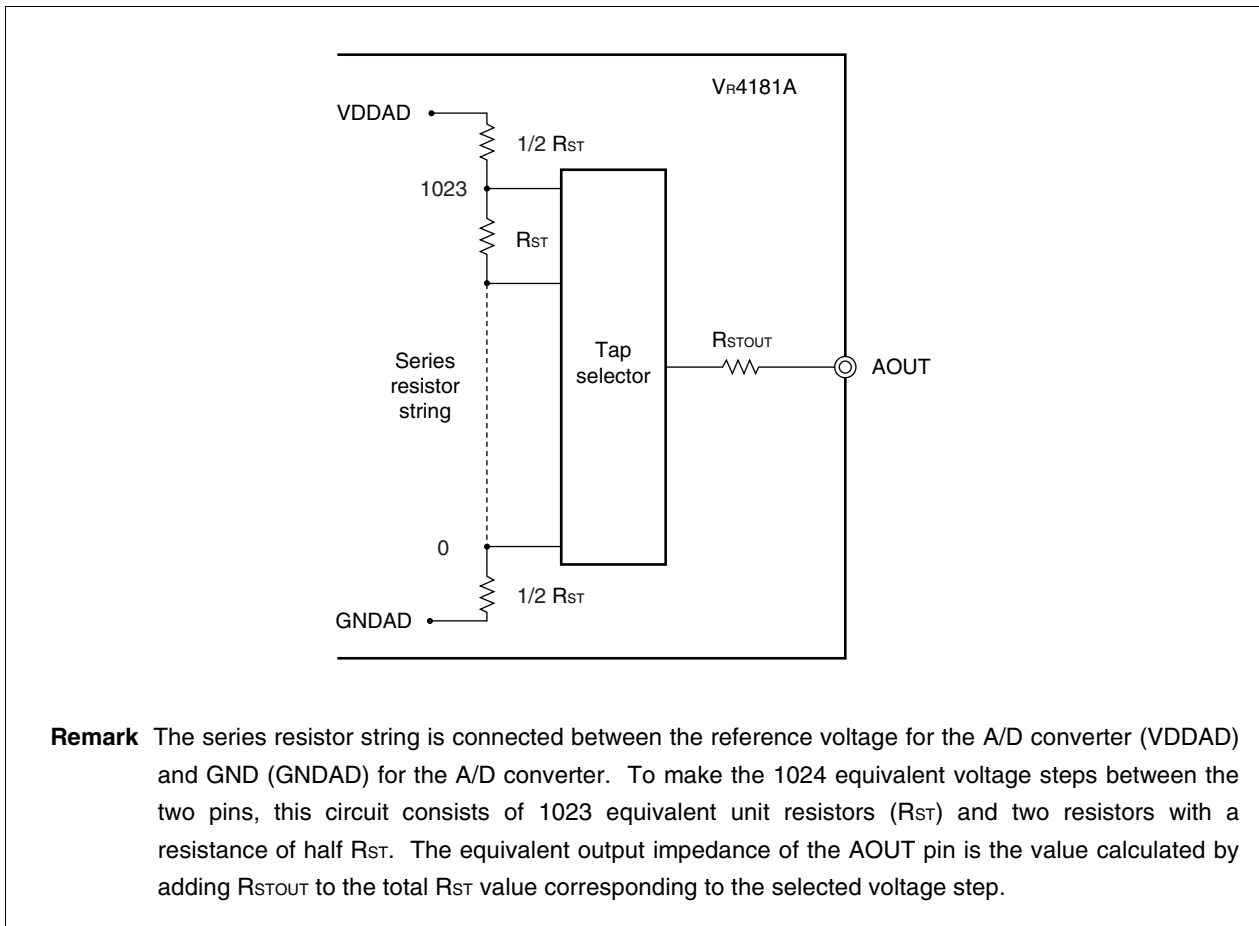 VR4181A
VDDAD
1/2 RST
1023
RST
Series
resistor
string
Tap
selector
RSTOUT
AOUT
0
1/2 RST
GNDAD
Remark The series resistor string is connected between the reference voltage for the A/D converter (VDDAD)
and GND (GNDAD) for the A/D converter. To make the 1024 equivalent voltage steps between the
two pins, this circuit consists of 1023 equivalent unit resistors (RST) and two resistors with a
resistance of half RST. The equivalent output impedance of the AOUT pin is the value calculated by
adding RSTOUT to the total RST value corresponding to the selected voltage step.